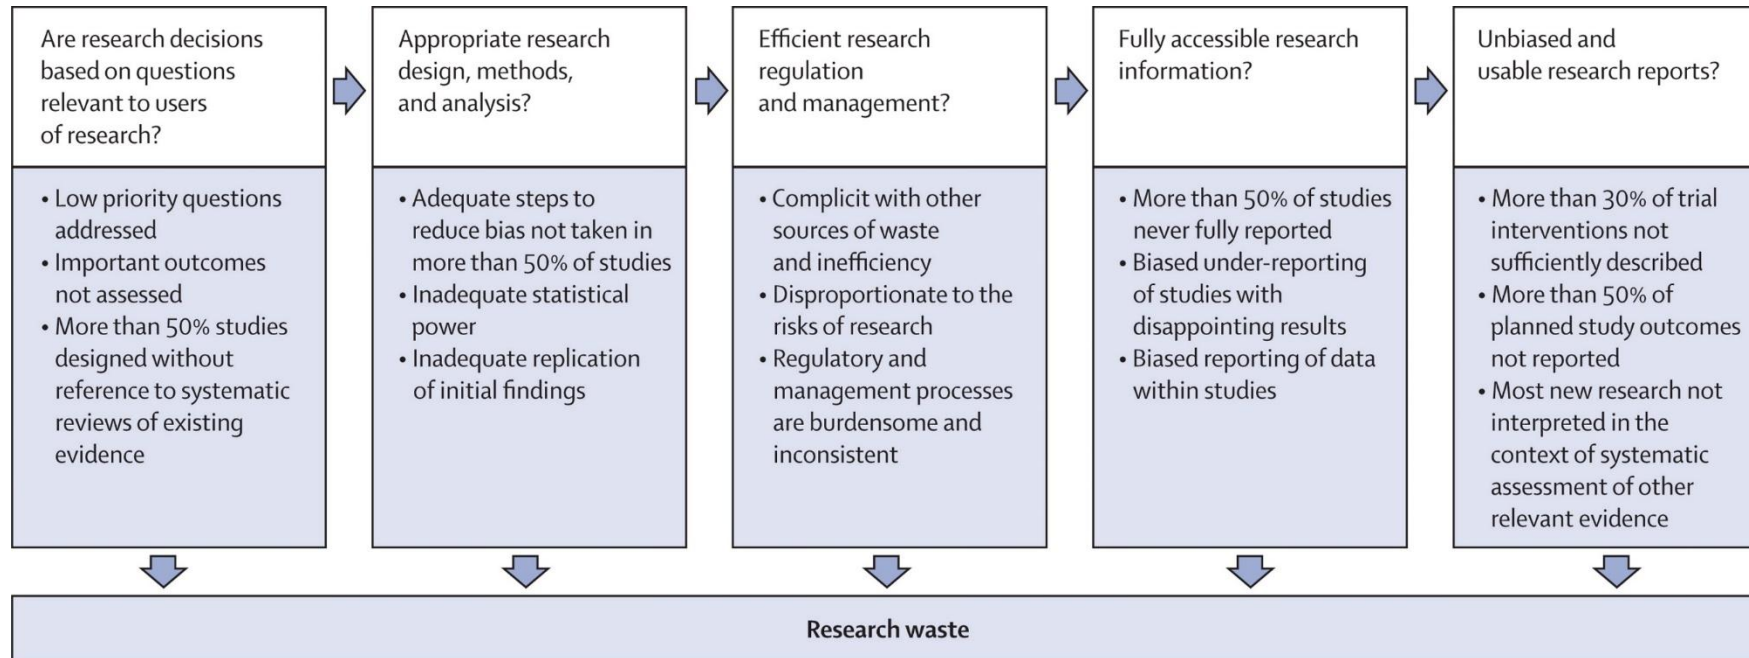 Are research decisions
based on questions
relevant to users
of research?
• Low priority questions
addressed
• Important outcomes
not assessed
• More than 50% studies
designed without
reference to systematic
reviews of existing
evidence
Appropriate research
design, methods,
and analysis?
• Adequate steps to
reduce bias not taken in
more than 50% of studies
• Inadequate statistical
power
• Inadequate replication
of initial findings
Efficient research
regulation
and management?
• Complicit with other
sources of waste
and inefficiency
• Disproportionate to the
risks of research
• Regulatory and
management processes
are burdensome and
inconsistent
Fully accessible research
information?
• More than 50% of studies
never fully reported
• Biased under-reporting
of studies with
disappointing results
• Biased reporting of data
within studies
Unbiased and
usable research reports?
• More than 30% of trial
interventions not
sufficiently described
• More than 50% of
planned study outcomes
not reported
• Most new research not
interpreted in the
context of systematic
assessment of other
relevant evidence
Research waste